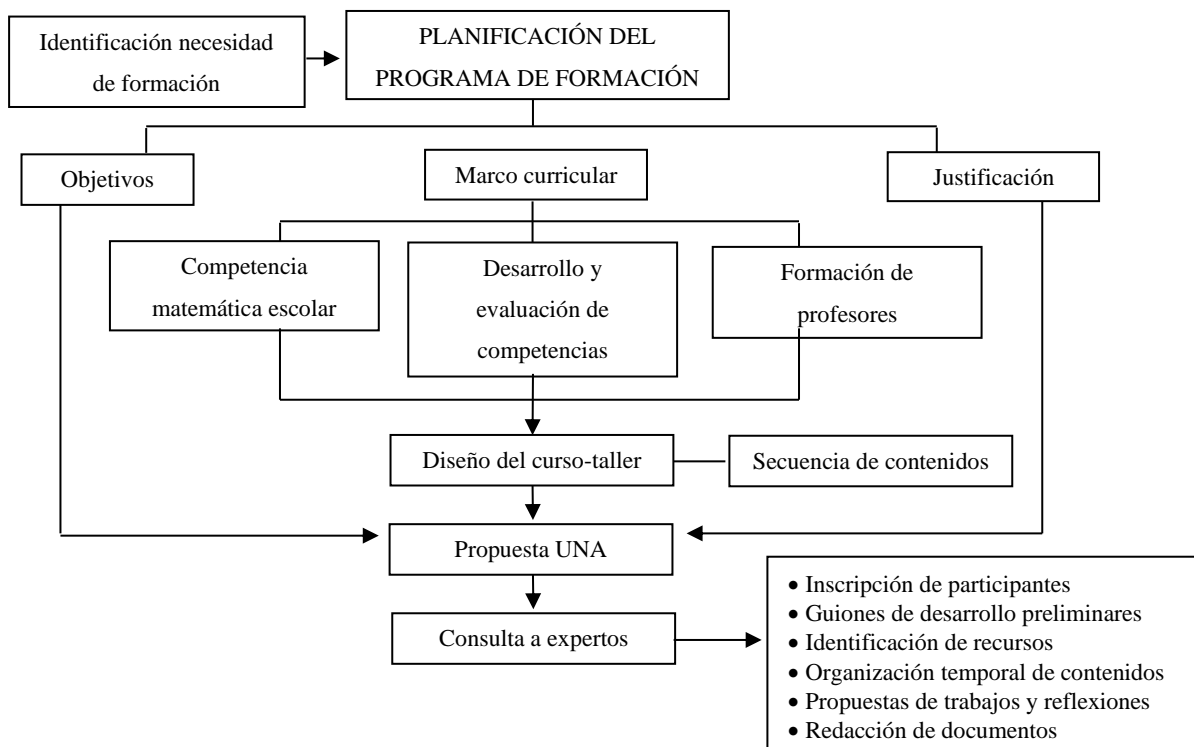 Identificación necesidad
de formación
PLANIFICACIÓN DEL
PROGRAMA DE FORMACIÓN
Objetivos
Marco curricular
Justificación
Competencia
matemática escolar
Desarrollo y
evaluación de
competencias
Formación de
profesores
Diseño del curso-taller
Secuencia de contenidos
Propuesta UNA
Consulta a expertos
• Inscripción de participantes
• Guiones de desarrollo preliminares
• Identificación de recursos
• Organización temporal de contenidos
• Propuestas de trabajos y reflexiones
• Redacción de documentos